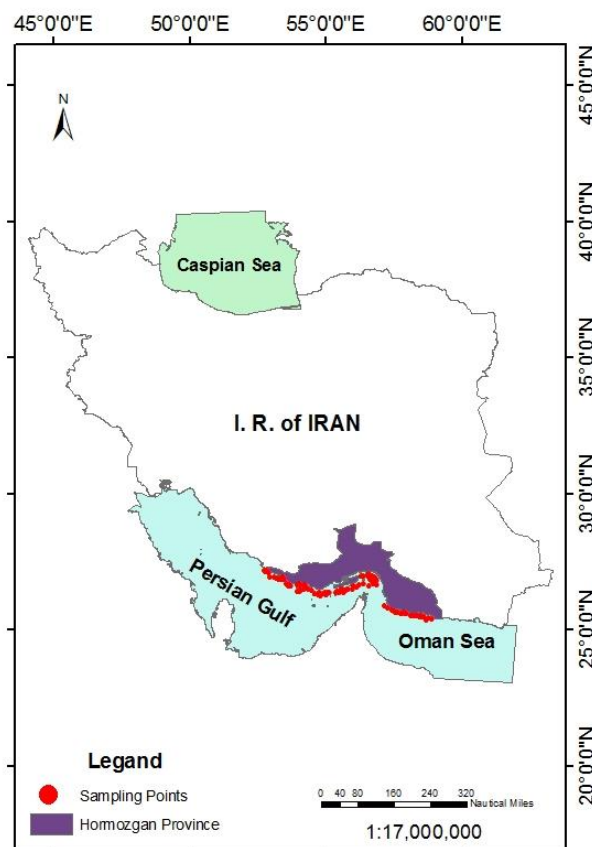 45°0'0"E 50°0'0"E 55°0'0"E 60°0'0"E
N
45°0'0"N
40°0'0"N
Caspian Sea
35°0'0"N
I. R. of IRAN
30°0'0"N
Persian Gulf
Oman Sea
25°0'0"N
20°0'0"N
Legand
Sampling Points
Hormozgan Province
0 40 80 160 240 320
Nautical Miles
1:17,000,000